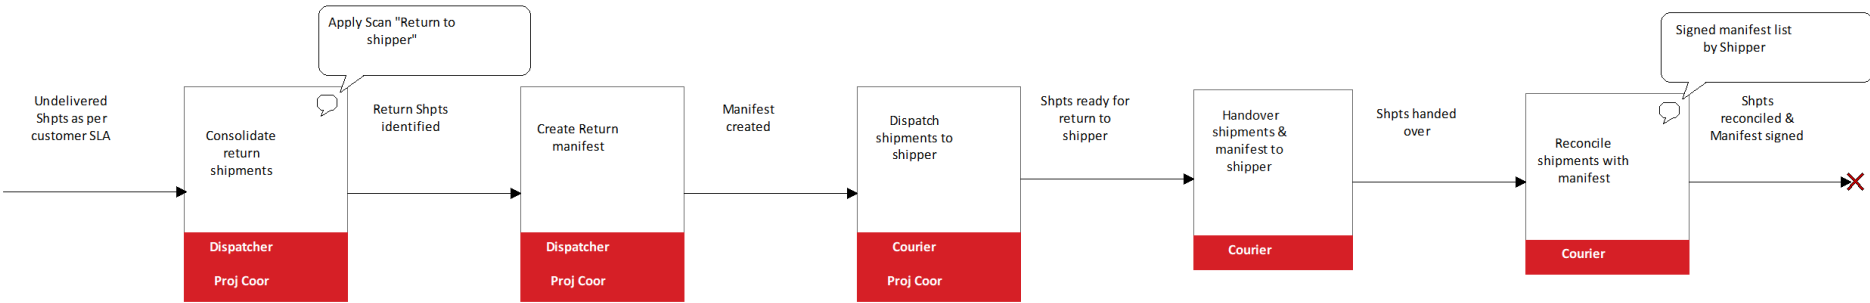 Apply Scan "Return to
shipper"
Signed manifest list
by Shipper
Undelivered
Shpts as per
customer SLA
Consolidate
return
shipments
Dispatcher
Proj Coor
Return Shpts
identified
Create Return
manifest
Dispatcher
Proj Coor
Manifest
created
Dispatch
shipments to
shipper
Courier
Proj Coor
Shpts ready for
return to
shipper
Handover
shipments &
manifest to
shipper
Courier
Shpts handed
over
Reconcile
shipments with
manifest
Courier
Shpts
reconciled &
Manifest signed